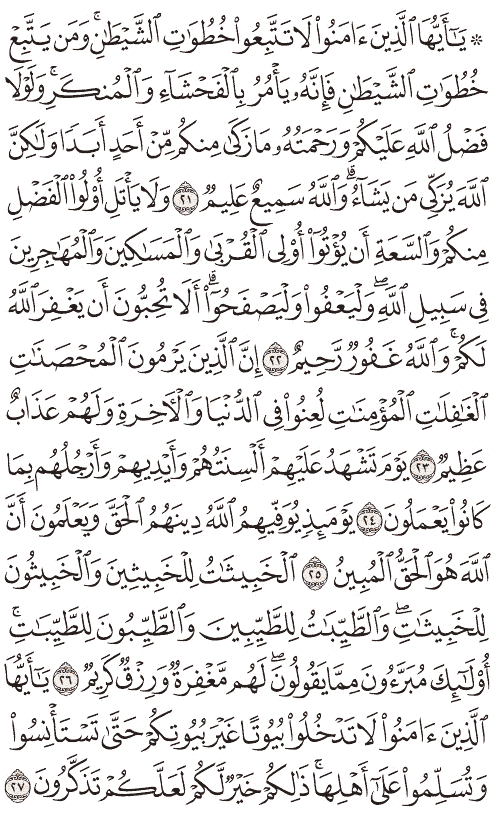 ۞ يَـٰٓأَيُّهَا ٱلَّذِينَ ءَامَنُوا۟ لَا تَتَّبِعُوا۟ خُطُوَٰتِ ٱلشَّيْطَـٰنِ ۚ وَمَن يَتَّبِعْ
خُطُوَٰتِ ٱلشَّيْطَـٰنِ فَإِنَّهُۥ يَأْمُرُ بِٱلْفَحْشَآءِ وَٱلْمُنكَرِ ۚ وَلَوْلَا
فَضْلُ ٱللَّهِ عَلَيْكُمْ وَرَحْمَتُهُۥ مَا زَكَىٰ مِنكُم مِّنْ أَحَدٍ أَبَدًا وَلَـٰكِنَّ
ٱللَّهَ يُزَكِّى مَن يَشَآءُ ۗ وَٱللَّهُ سَمِيعٌ عَلِيمٌ ٢١ وَلَا يَأْتَلِ أُو۟لُوا۟ ٱلْفَضْلِ
مِنكُمْ وَٱلسَّعَةِ أَن يُؤْتُوٓا۟ أُو۟لِى ٱلْقُرْبَىٰ وَٱلْمَسَـٰكِينَ وَٱلْمُهَـٰجِرِينَ
فِى سَبِيلِ ٱللَّهِ ۖ وَلْيَعْفُوا۟ وَلْيَصْفَحُوٓا۟ ۗ أَلَا تُحِبُّونَ أَن يَغْفِرَ ٱللَّهُ
لَكُمْ ۗ وَٱللَّهُ غَفُورٌ رَّحِيمٌ ٢٢ إِنَّ ٱلَّذِينَ يَرْمُونَ ٱلْمُحْصَنَـٰتِ
ٱلْغَـٰفِلَـٰتِ ٱلْمُؤْمِنَـٰتِ لُعِنُوا۟ فِى ٱلدُّنْيَا وَٱلْـَٔاخِرَةِ وَلَهُمْ عَذَابٌ
عَظِيمٌ ٢٣ يَوْمَ تَشْهَدُ عَلَيْهِمْ أَلْسِنَتُهُمْ وَأَيْدِيهِمْ وَأَرْجُلُهُم بِمَا
كَانُوا۟ يَعْمَلُونَ ٢٤ يَوْمَئِذٍ يُوَفِّيهِمُ ٱللَّهُ دِينَهُمُ ٱلْحَقَّ وَيَعْلَمُونَ أَنَّ
ٱللَّهَ هُوَ ٱلْحَقُّ ٱلْمُبِينُ ٢٥ ٱلْخَبِيثَـٰتُ لِلْخَبِيثِينَ وَٱلْخَبِيثُونَ
لِلْخَبِيثَـٰتِ ۖ وَٱلطَّيِّبَـٰتُ لِلطَّيِّبِينَ وَٱلطَّيِّبُونَ لِلطَّيِّبَـٰتِ ۚ
أُو۟لَـٰٓئِكَ مُبَرَّءُونَ مِمَّا يَقُولُونَ ۖ لَهُم مَّغْفِرَةٌ وَرِزْقٌ كَرِيمٌ ٢٦ يَـٰٓأَيُّهَا
ٱلَّذِينَ ءَامَنُوا۟ لَا تَدْخُلُوا۟ بُيُوتًا غَيْرَ بُيُوتِكُمْ حَتَّىٰ تَسْتَأْنِسُوا۟
وَتُسَلِّمُوا۟ عَلَىٰٓ أَهْلِهَا ۚ ذَٰلِكُمْ خَيْرٌ لَّكُمْ لَعَلَّكُمْ تَذَكَّرُونَ ٢٧